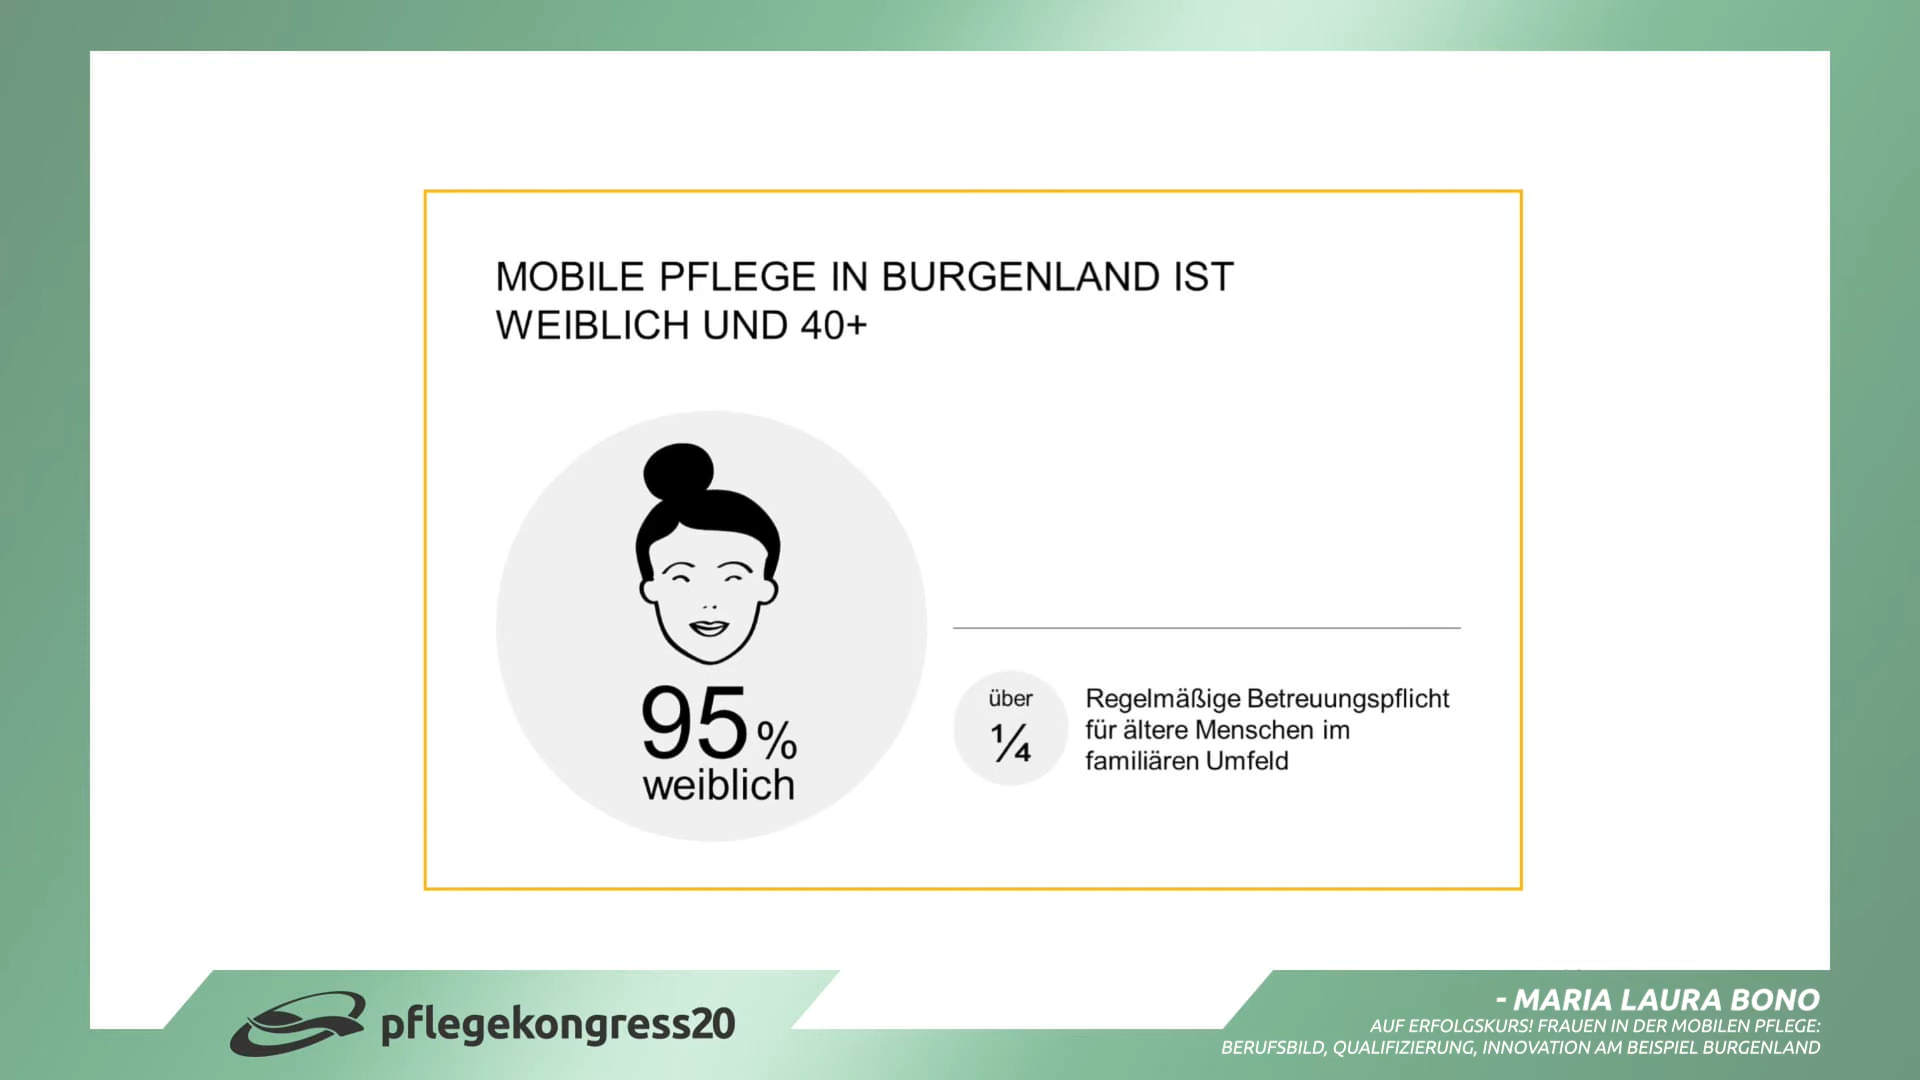 MOBILE PFLEGE IN BURGENLAND IST
WEIBLICH UND 40+
95%
weiblich
über
¼
Regelmäßige Betreuungspflicht
für ältere Menschen im
familiären Umfeld
pflegekongress20
- MARIA LAURA BONO
AUF ERFOLGSKURS! FRAUEN IN DER MOBILEN PFLEGE:
BERUFSBILD, QUALIFIZIERUNG, INNOVATION AM BEISPIEL BURGENLAND